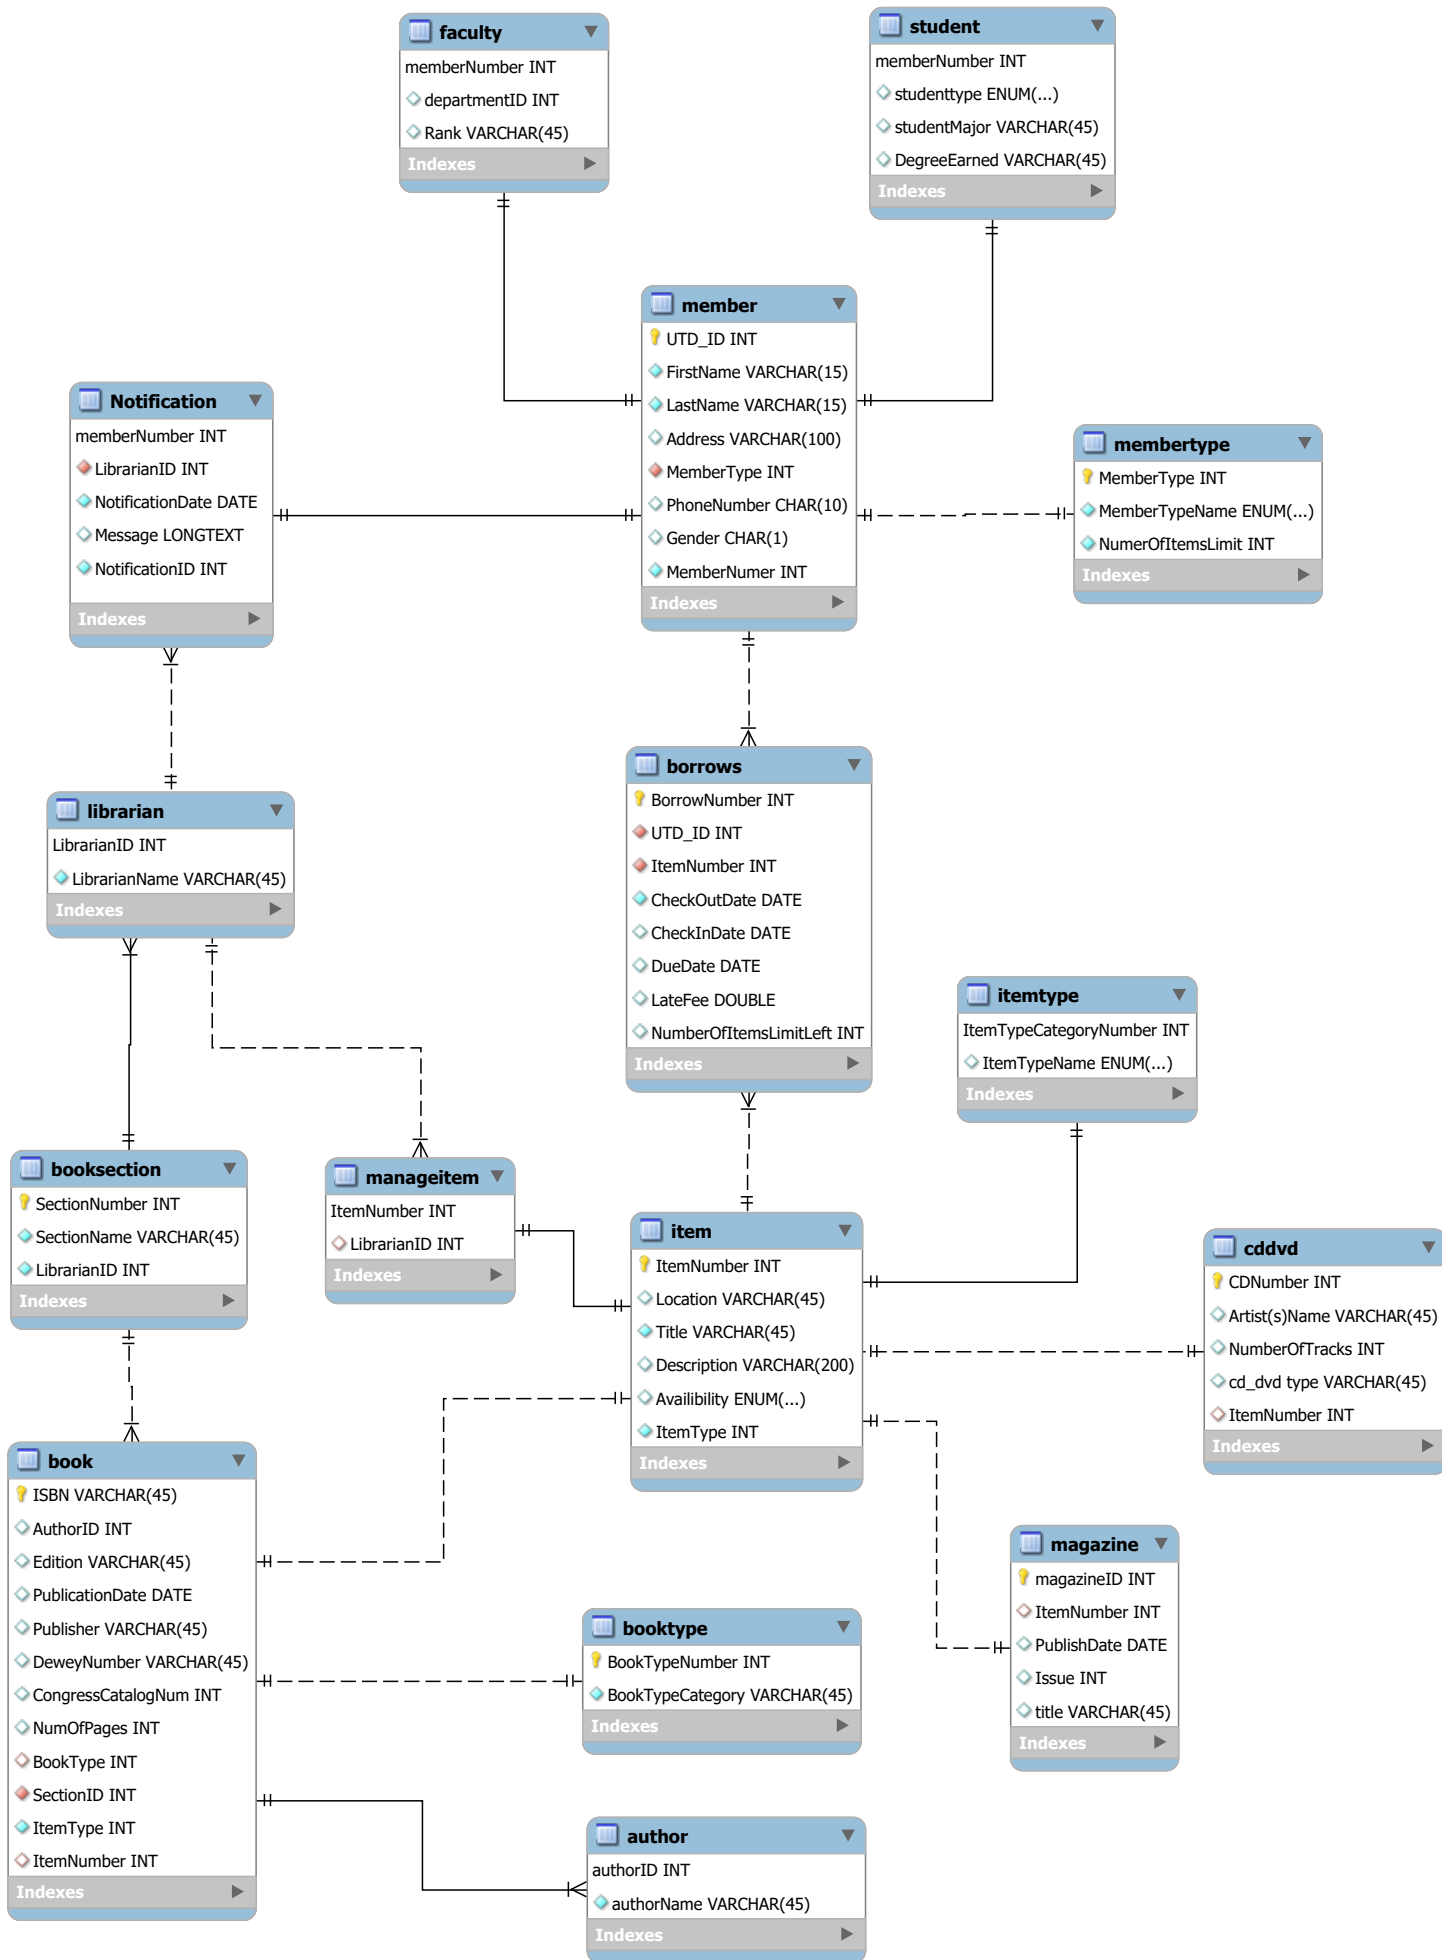 faculty
memberNumber INT
departmentID INT
Rank VARCHAR(45)
Indexes
student
memberNumber INT
studenttype ENUM(...)
studentMajor VARCHAR(45)
DegreeEarned VARCHAR(45)
Indexes
member
UTD_ID INT
FirstName VARCHAR(15)
LastName VARCHAR(15)
Address VARCHAR(100)
MemberType INT
PhoneNumber CHAR(10)
Gender CHAR(1)
MemberNumer INT
Indexes
Notification
memberNumber INT
LibrarianID INT
NotificationDate DATE
Message LONGTEXT
NotificationID INT
Indexes
membertype
MemberType INT
MemberTypeName ENUM(...)
NumerOfItemsLimit INT
Indexes
borrows
BorrowNumber INT
UTD_ID INT
ItemNumber INT
CheckOutDate DATE
CheckInDate DATE
DueDate DATE
LateFee DOUBLE
NumberOfItemsLimitLeft INT
Indexes
librarian
LibrarianID INT
LibrarianName VARCHAR(45)
Indexes
itemtype
ItemTypeCategoryNumber INT
ItemTypeName ENUM(...)
Indexes
booksection
SectionNumber INT
SectionName VARCHAR(45)
LibrarianID INT
Indexes
manageitem
ItemNumber INT
LibrarianID INT
Indexes
item
ItemNumber INT
Location VARCHAR(45)
Title VARCHAR(45)
Description VARCHAR(200)
Availibility ENUM(...)
ItemType INT
Indexes
cddvd
CDNumber INT
Artist(s)Name VARCHAR(45)
NumberOfTracks INT
cd_dvd type VARCHAR(45)
ItemNumber INT
Indexes
book
ISBN VARCHAR(45)
AuthorID INT
Edition VARCHAR(45)
PublicationDate DATE
Publisher VARCHAR(45)
DeweyNumber VARCHAR(45)
CongressCatalogNum INT
NumOfPages INT
BookType INT
SectionID INT
ItemType INT
ItemNumber INT
Indexes
magazine
magazineID INT
ItemNumber INT
PublishDate DATE
Issue INT
title VARCHAR(45)
Indexes
booktype
BookTypeNumber INT
BookTypeCategory VARCHAR(45)
Indexes
author
authorID INT
authorName VARCHAR(45)
Indexes